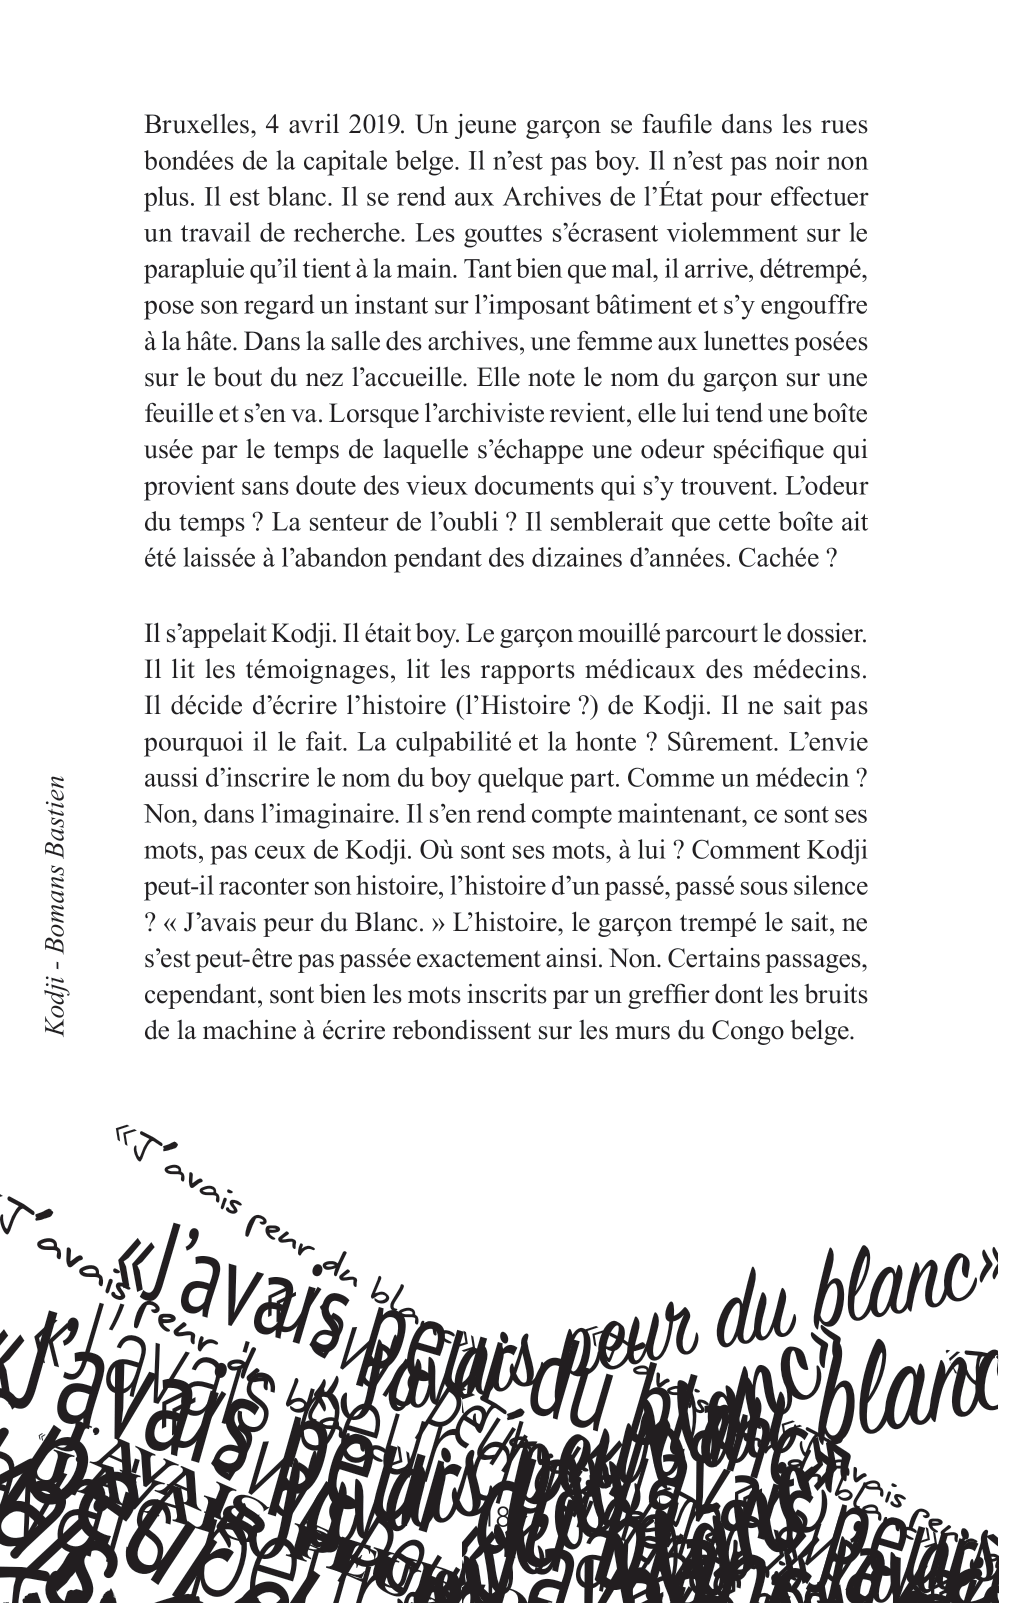 Bruxelles, 4 avril 2019. Un jeune garçon se faufile dans les rues
bondées de la capitale belge. Il n’est pas boy. Il n’est pas noir non
plus. Il est blanc. Il se rend aux Archives de l’État pour effectuer
un travail de recherche. Les gouttes s’écrasent violemment sur le
parapluie qu’il tient à la main. Tant bien que mal, il arrive, détrempé,
pose son regard un instant sur l’imposant bâtiment et s’y engouffre
à la hâte. Dans la salle des archives, une femme aux lunettes posées
sur le bout du nez l’accueille. Elle note le nom du garçon sur une
feuille et s’en va. Lorsque l’archiviste revient, elle lui tend une boîte
usée par le temps de laquelle s’échappe une odeur spécifique qui
provient sans doute des vieux documents qui s’y trouvent. L’odeur
du temps ? La senteur de l’oubli ? Il semblerait que cette boîte ait
été laissée à l’abandon pendant des dizaines d’années. Cachée ?
Il s’appelait Kodji. Il était boy. Le garçon mouillé parcourt le dossier.
Il lit les témoignages, lit les rapports médicaux des médecins.
Il décide d’écrire l’histoire (l’Histoire ?) de Kodji. Il ne sait pas
pourquoi il le fait. La culpabilité et la honte ? Sûrement. L’envie
aussi d’inscrire le nom du boy quelque part. Comme un médecin ?
Non, dans l’imaginaire. Il s’en rend compte maintenant, ce sont ses
mots, pas ceux de Kodji. Où sont ses mots, à lui ? Comment Kodji
peut-il raconter son histoire, l’histoire d’un passé, passé sous silence
? « J’avais peur du Blanc. » L’histoire, le garçon trempé le sait, ne
s’est peut-être pas passée exactement ainsi. Non. Certains passages,
cependant, sont bien les mots inscrits par un greffier dont les bruits
de la machine à écrire rebondissent sur les murs du Congo belge.
Kodji - Bomans Bastien
«J’avais peur du blanc
J’avais peur du
«J’avais peur du blanc»
peur du blanc»
«J’avais peur
blanc
J’AVAIS PEUR
8